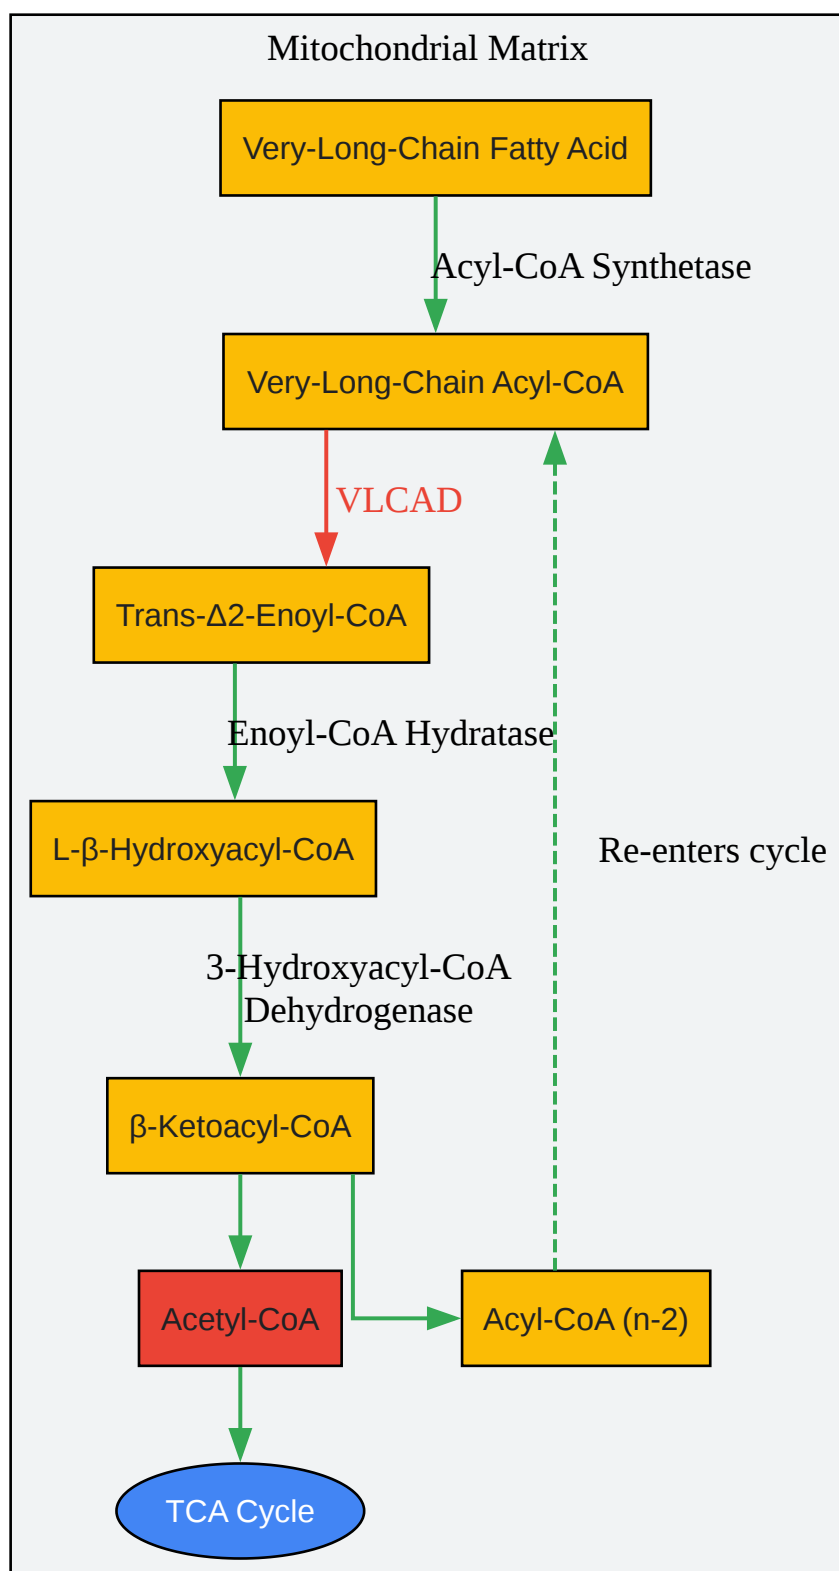 Mitochondrial Matrix
Very-Long-Chain Fatty Acid
Acyl-CoA Synthetase
Very-Long-Chain Acyl-CoA
VLCAD
Trans-Δ2-Enoyl-CoA
Enoyl-CoA Hydratase
L-β-Hydroxyacyl-CoA
Re-enters cycle
3-Hydroxyacyl-CoA
Dehydrogenase
β-Ketoacyl-CoA
Acetyl-CoA
Acyl-CoA (n-2)
TCA Cycle